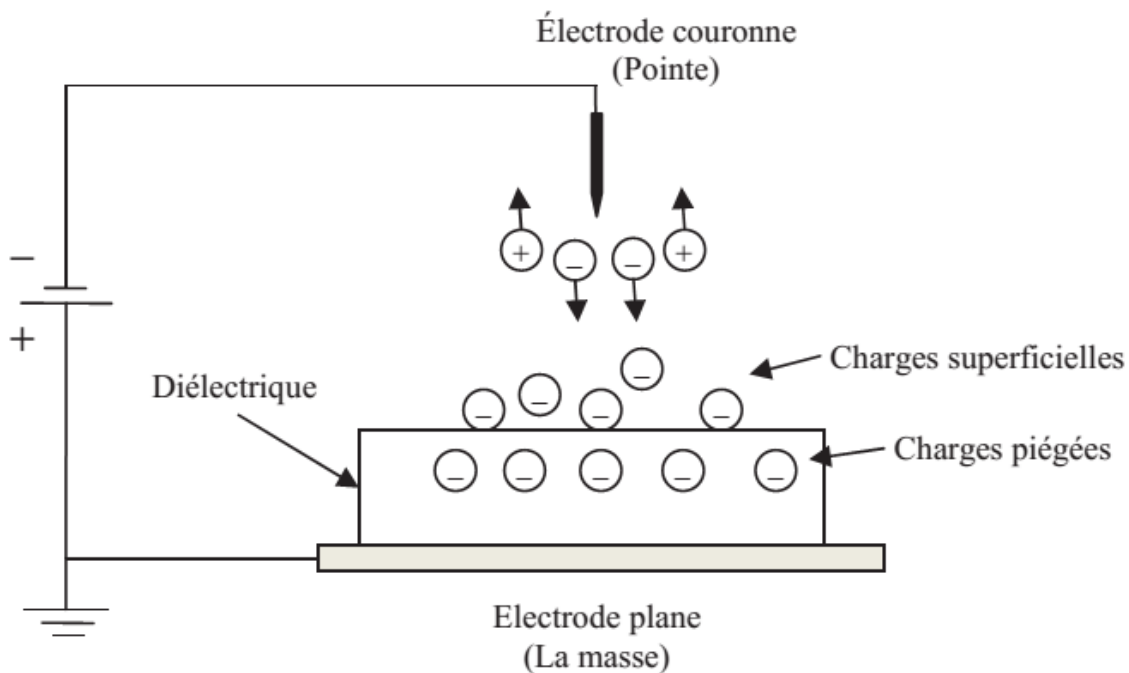 Électrode couronne
(Pointe)
+
−
−
+
−
+
−
Charges superficielles
Diélectrique
−
−
−
−
−
Charges piégées
−
−
−
−
−
Electrode plane
(La masse)